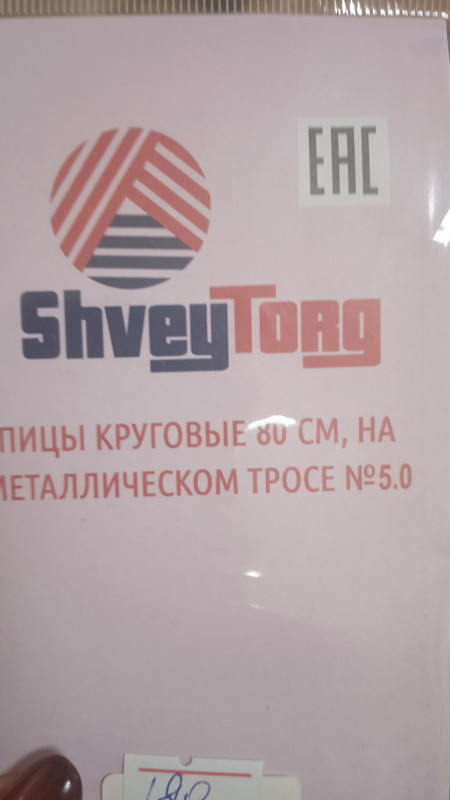 EAC
ShveyTorg
ПИЦЫ КРУГОВЫЕ 80 СМ, НА
МЕТАЛЛИЧЕСКОМ ТРОСЕ №5.0